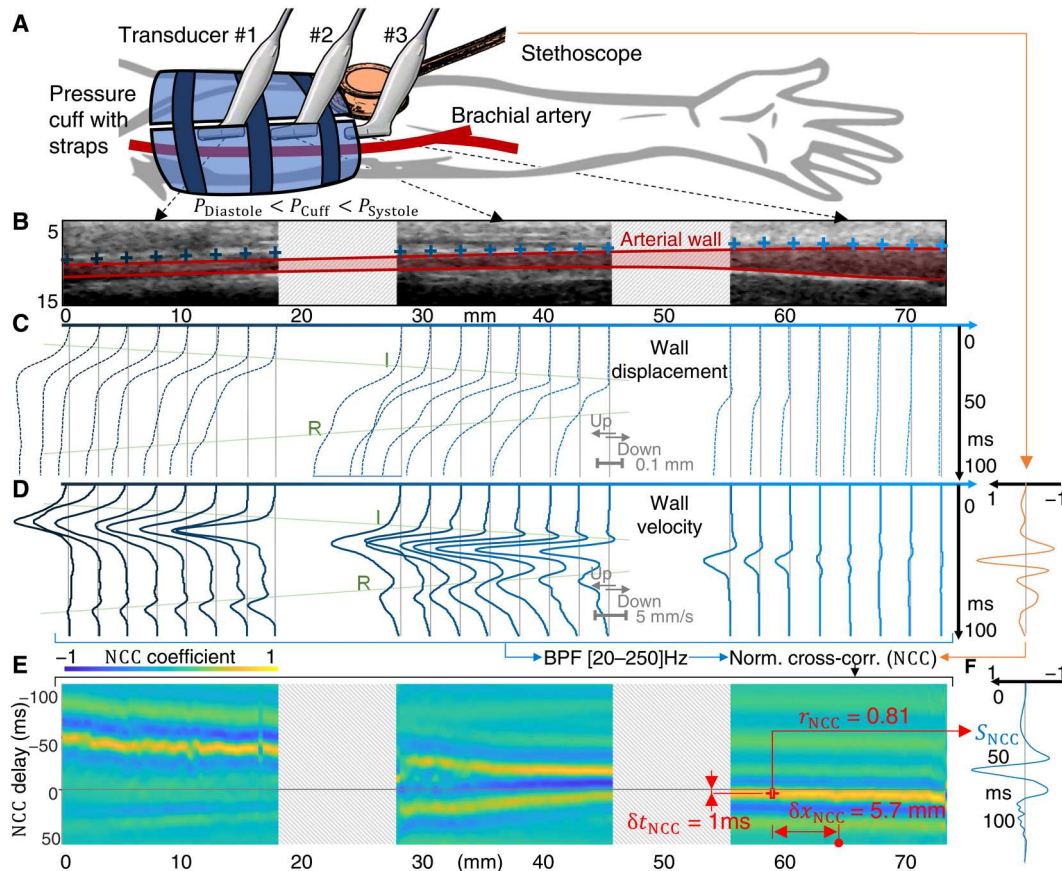 A
Transducer #1
#2
#3
Stethoscope
Pressure
cuff with
straps
Brachial artery
P_Diastole < P_Cuff < P_Systole
B
5
15
Arterial wall
0 10 20 30 mm 40 50 60 70
C
I
R
Wall
displacement
Up
Down
0.1 mm
0
50
ms
100
D
I
R
Wall
velocity
Up
Down
5 mm/s
0
50
ms
100
1 -1
0
ms
100
BPF [20–250]Hz
Norm. cross-corr. (NCC)
−1 NCC coefficient 1
E
NCC delay (ms)
-100
-50
0
50
r_NCC = 0.81
δt_NCC = 1ms
δx_NCC = 5.7 mm
0 10 20 30 (mm) 40 50 60 70
F
1 -1
0
S_NCC
50
ms
100